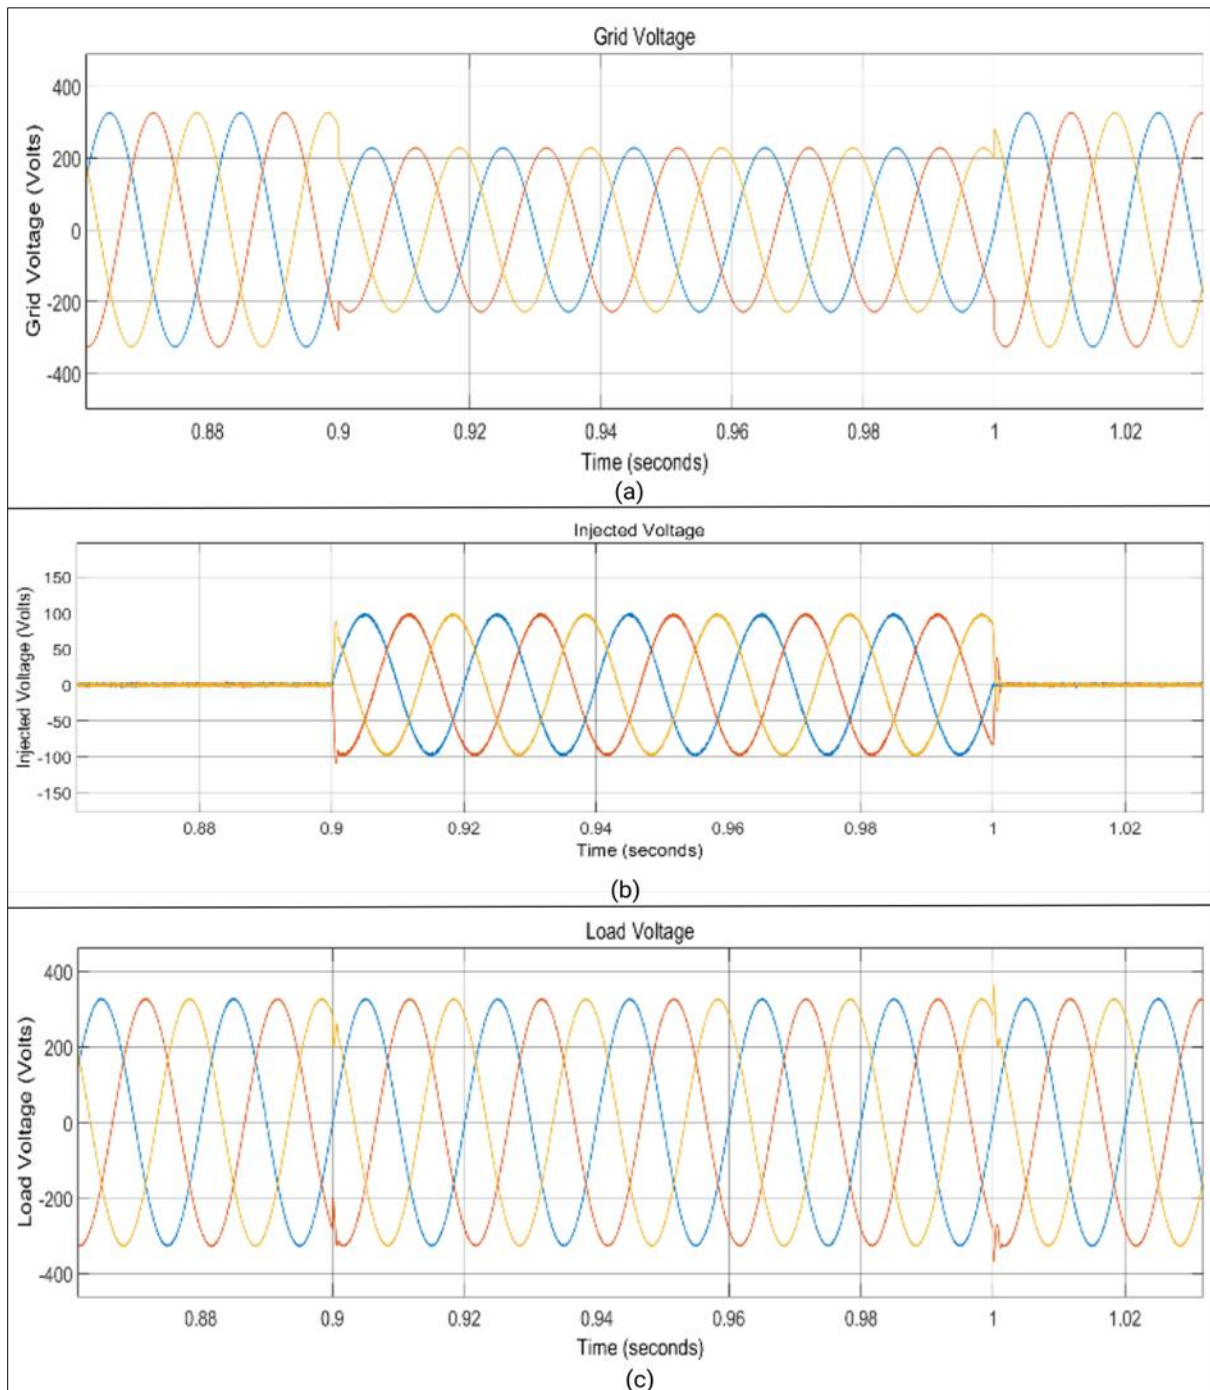 Grid Voltage
Grid Voltage (Volts)
400
200
0
-200
-400
0.88 0.9 0.92 0.94 0.96 0.98 1 1.02
Time (seconds)
(a)
Injected Voltage
Injected Voltage (Volts)
150
100
50
0
-50
-100
-150
0.88 0.9 0.92 0.94 0.96 0.98 1 1.02
Time (seconds)
(b)
Load Voltage
Load Voltage (Volts)
400
200
0
-200
-400
0.88 0.9 0.92 0.94 0.96 0.98 1 1.02
Time (seconds)
(c)